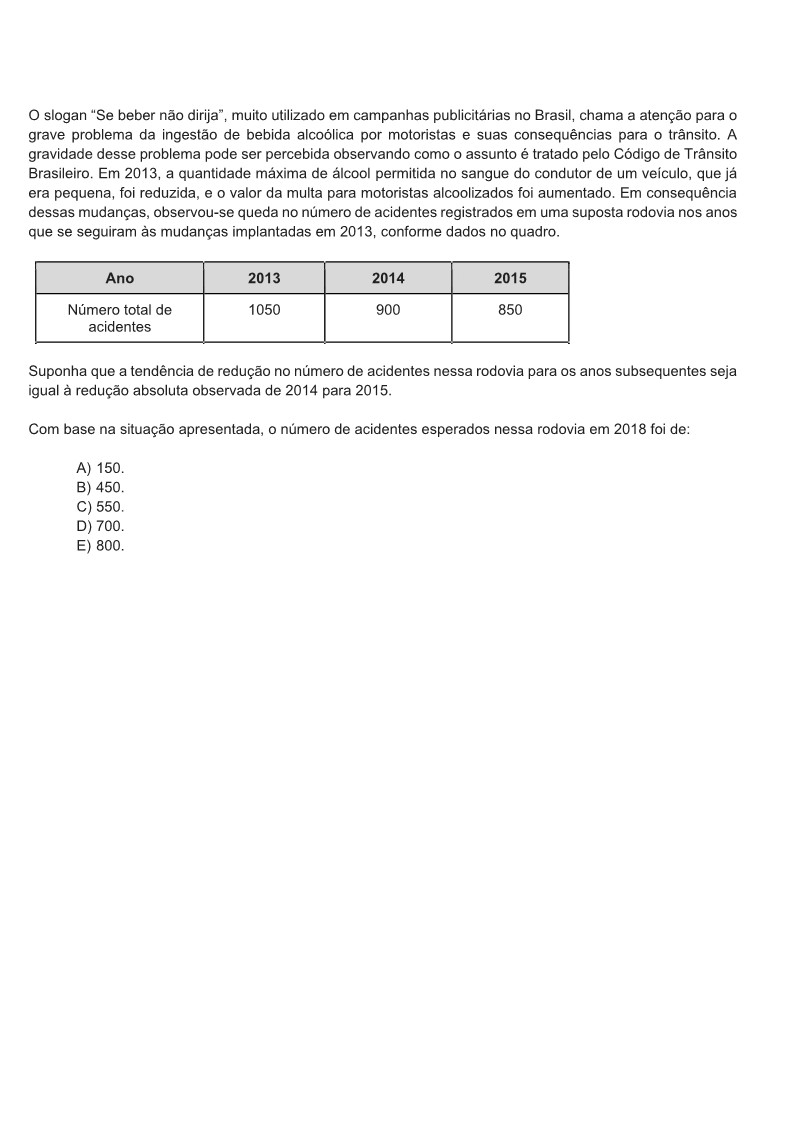 O slogan “Se beber não dirija”, muito utilizado em campanhas publicitárias no Brasil, chama a atenção para o
grave problema da ingestão de bebida alcoólica por motoristas e suas consequências para o trânsito. A
gravidade desse problema pode ser percebida observando como o assunto é tratado pelo Código de Trânsito
Brasileiro. Em 2013, a quantidade máxima de álcool permitida no sangue do condutor de um veículo, que já
era pequena, foi reduzida, e o valor da multa para motoristas alcoolizados foi aumentado. Em consequência
dessas mudanças, observou-se queda no número de acidentes registrados em uma suposta rodovia nos anos
que se seguiram às mudanças implantadas em 2013, conforme dados no quadro.
Ano 2013 2014 2015
Número total de 1050 900 850
acidentes
Suponha que a tendência de redução no número de acidentes nessa rodovia para os anos subsequentes seja
igual à redução absoluta observada de 2014 para 2015.
Com base na situação apresentada, o número de acidentes esperados nessa rodovia em 2018 foi de:
A) 150.
B) 450.
C) 550.
D) 700.
E) 800.